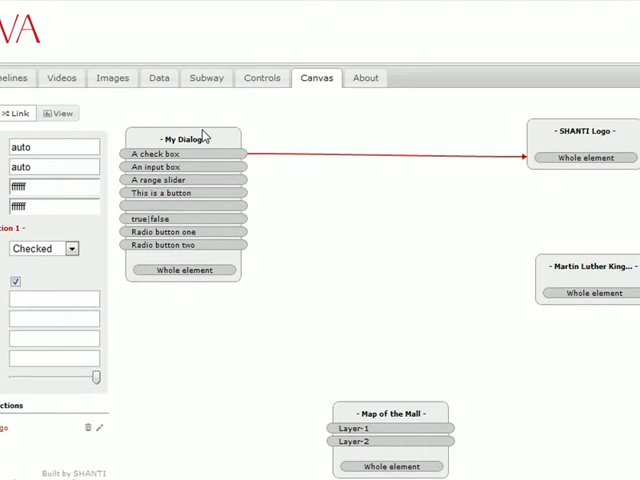 VA
nelines Videos Images Data Subway Controls Canvas About
Link View
- My Dialog
A check box
An input box
A range slider
This is a button
true|false
Radio button one
Radio button two
Whole element
- SHANTI Logo -
Whole element
- Martin Luther King... -
Whole element
- Map of the Mall -
Layer-1
Layer-2
Whole element
auto
auto
ffffff
ffffff
tion 1 -
Checked
ctions
go
Built by SHANTI